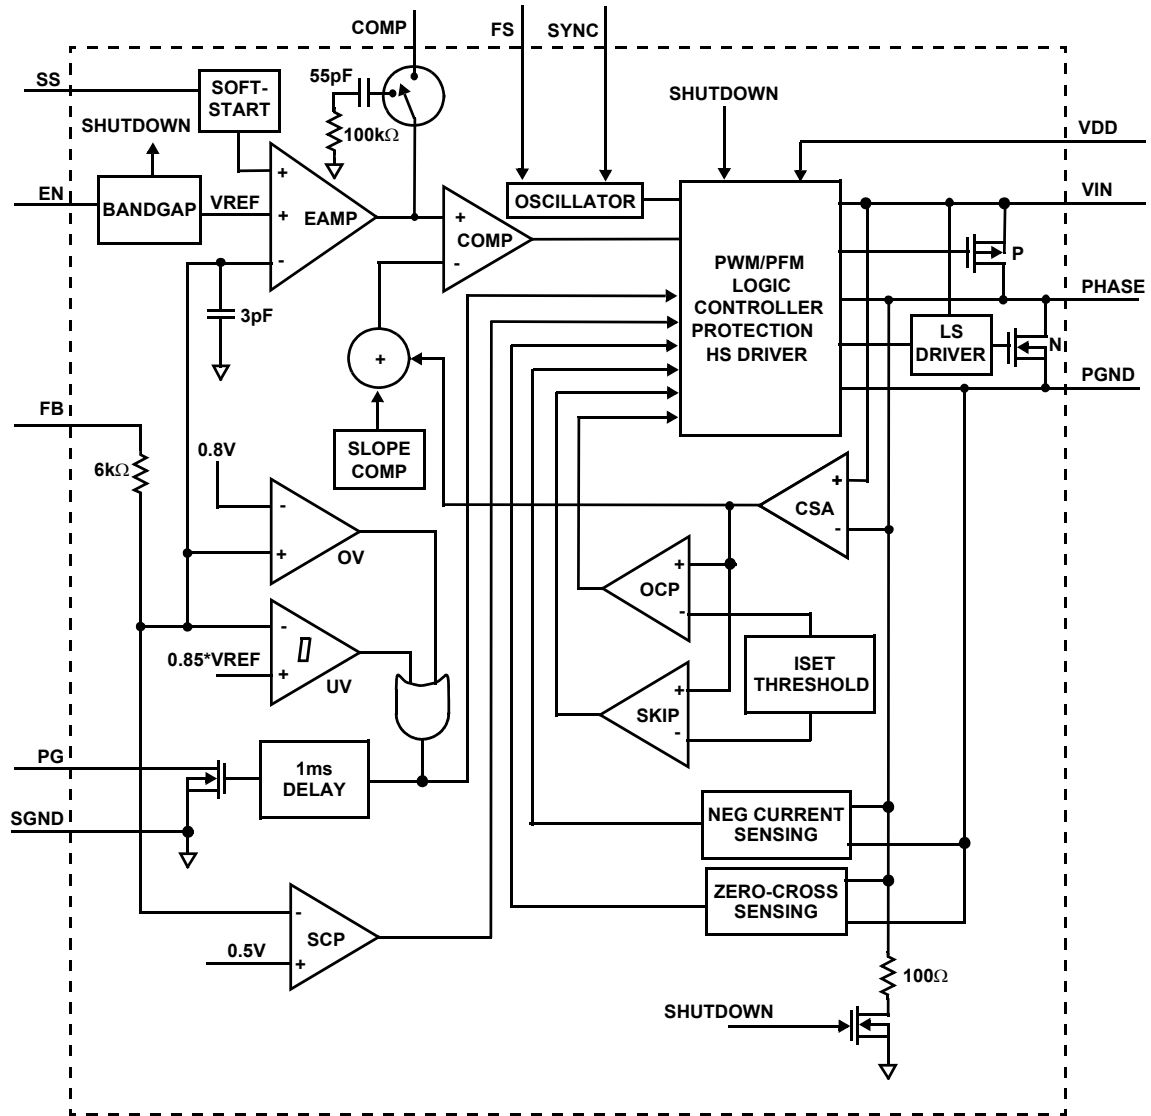 COMP
FS
SYNC
SS
SOFT-
START
55pF
100kΩ
SHUTDOWN
SHUTDOWN
VDD
EN
BANDGAP
VREF
+
+
-
EAMP
+
-
COMP
OSCILLATOR
VIN
P
PWM/PFM
LOGIC
CONTROLLER
PROTECTION
HS DRIVER
PHASE
3pF
+
LS
DRIVER
N
PGND
FB
6kΩ
0.8V
SLOPE
COMP
-
+
OV
+
-
CSA
+
-
OCP
0.85*VREF
-
+
UV
ISET
THRESHOLD
+
-
SKIP
PG
1ms
DELAY
SGND
NEG CURRENT
SENSING
ZERO-CROSS
SENSING
0.5V
-
+
SCP
100Ω
SHUTDOWN